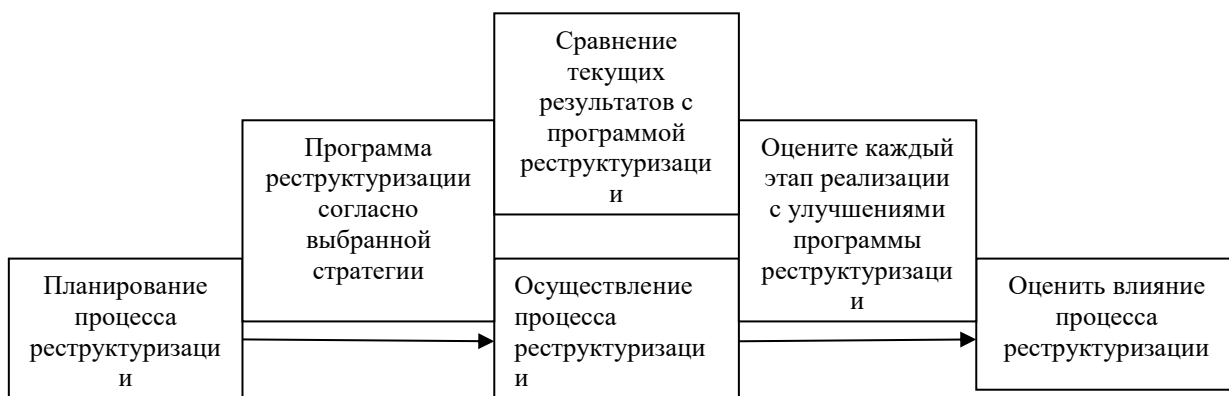 Сравнение
текущих
результатов с
программой
реструктуризаци
и
Программа
реструктуризации
согласно
выбранной
стратегии
Оцените каждый
этап реализации
с улучшениями
программы
реструктуризаци
и
Планирование
процесса
реструктуризаци
и
Осуществление
процесса
реструктуризаци
и
Оценить влияние
процесса
реструктуризации